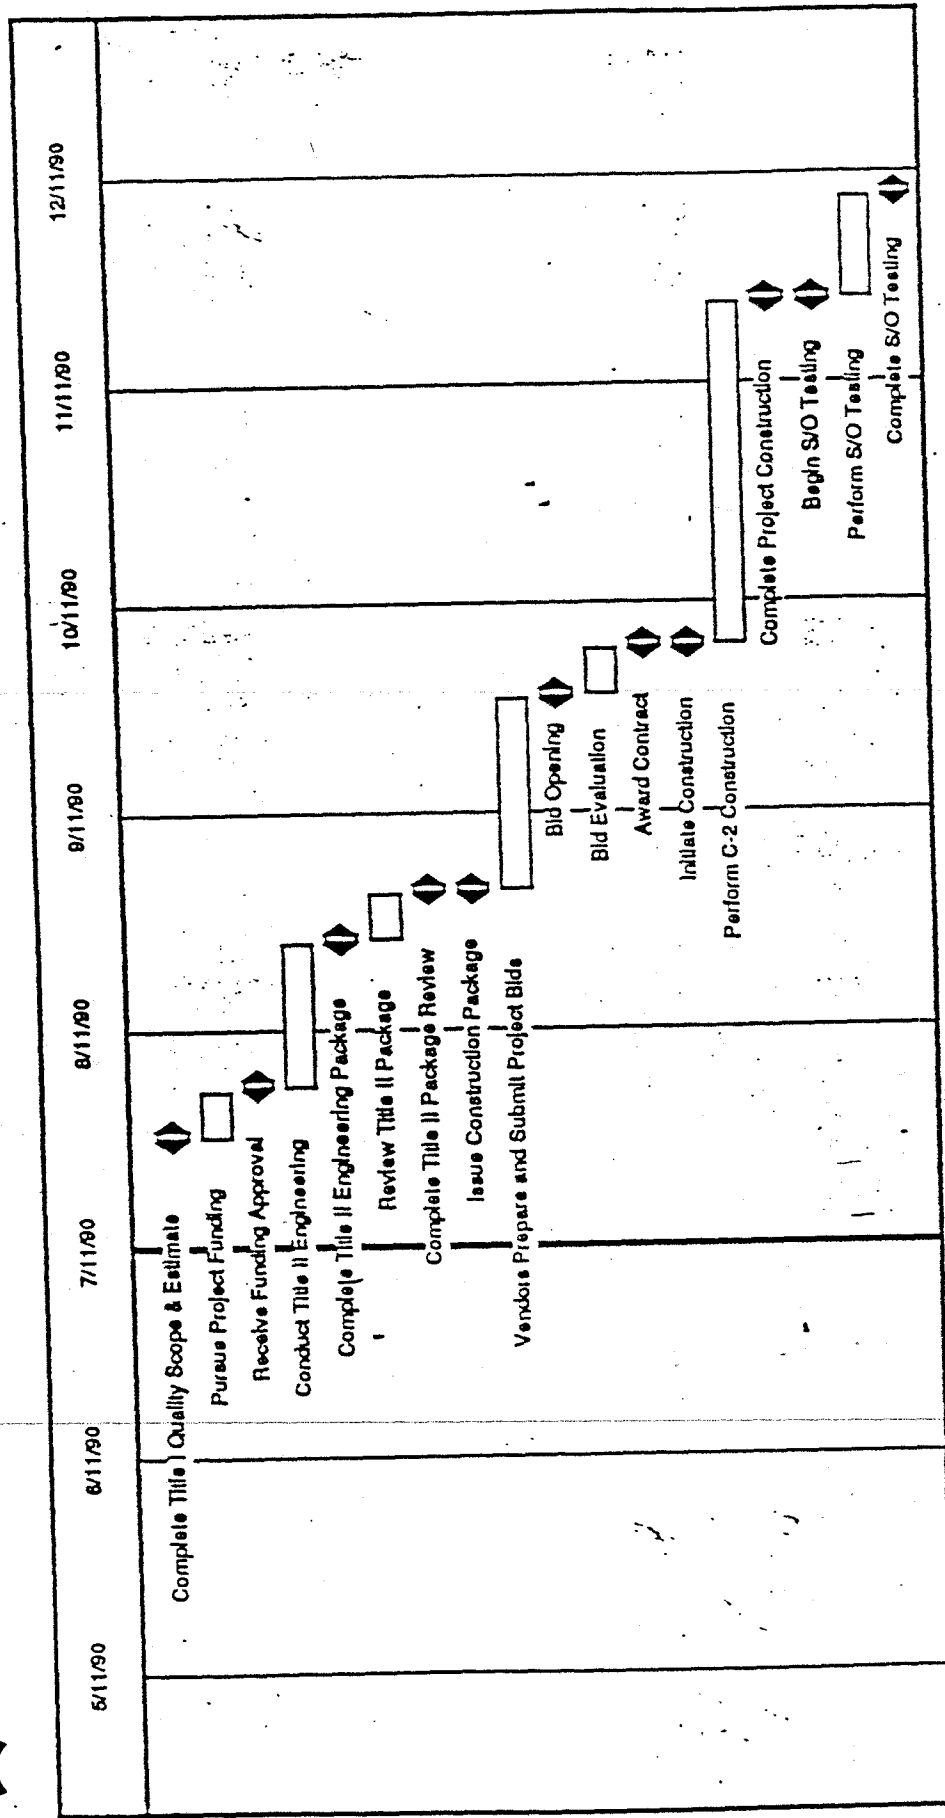 5/11/90 6/11/90 7/11/90 8/11/90 9/11/90 10/11/90 11/11/90 12/11/90
Complete Title I Quality Scope & Estimate
Pursue Project Funding
Receive Funding Approval
Conduct Title II Engineering
Complete Title II Engineering Package
Review Title II Package
Complete Title II Package Review
Issue Construction Package
Vendors Prepare and Submit Project Bids
Bid Opening
Bid Evaluation
Award Contract
Initiate Construction
Perform C-2 Construction
Complete Project Construction
Begin S/O Testing
Perform S/O Testing
Complete S/O Testing